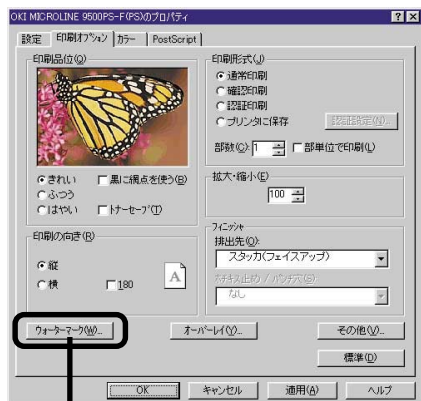 OKI MICROLINE 9500PS-F(PS)のプロパティ
設定 印刷オプション カラー PostScript
印刷品位(Q)
きれい
ふつう
はやい
黒に網点を使う(B)
トナーセーブ(T)
印刷の向き(R)
縦
横
180
A
印刷形式(J)
通常印刷
確認印刷
認証印刷
プリンタに保存
認証設定(N)...
部数(C): 1
部単位で印刷(L)
拡大・縮小(E)
100
フィニッシャ
排出先(O):
スタッカ(フェイスアップ)
ホチキス止め / パンチ穴(S)
なし
ウォーターマーク(W)...
オーバーレイ(Y)...
その他(V)...
標準(D)
OK
キャンセル
適用(A)
ヘルプ